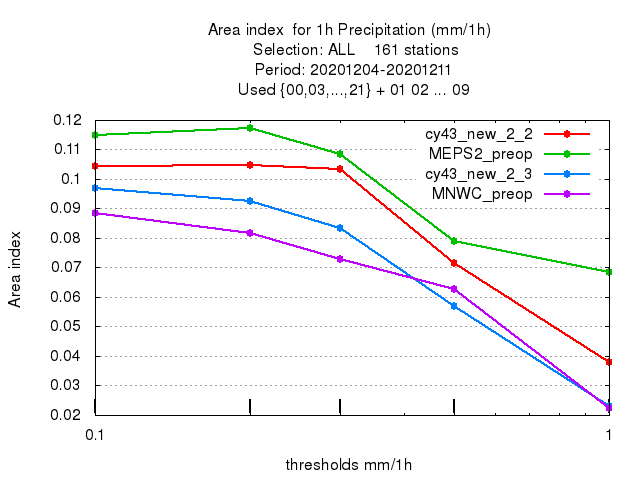 Area index for 1h Precipitation (mm/1h)
Selection: ALL 161 stations
Period: 20201204-20201211
Used {00,03,...,21} + 01 02 ... 09
0.12
0.11
0.1
0.09
0.08
0.07
0.06
0.05
0.04
0.03
0.02
Area index
cy43_new_2_2
MEPS2_preop
cy43_new_2_3
MNWC_preop
0.1
1
thresholds mm/1h